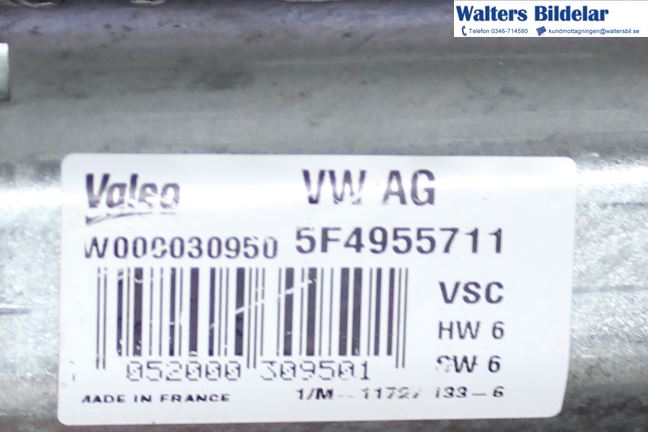 Walters Bildelar
Telefon 0346-714580 kundmottagningen@waltersbil.se
Valeo VW AG
W000030950 5F4955711
VSC
HW 6
SW 6
052000 309501
MADE IN FRANCE